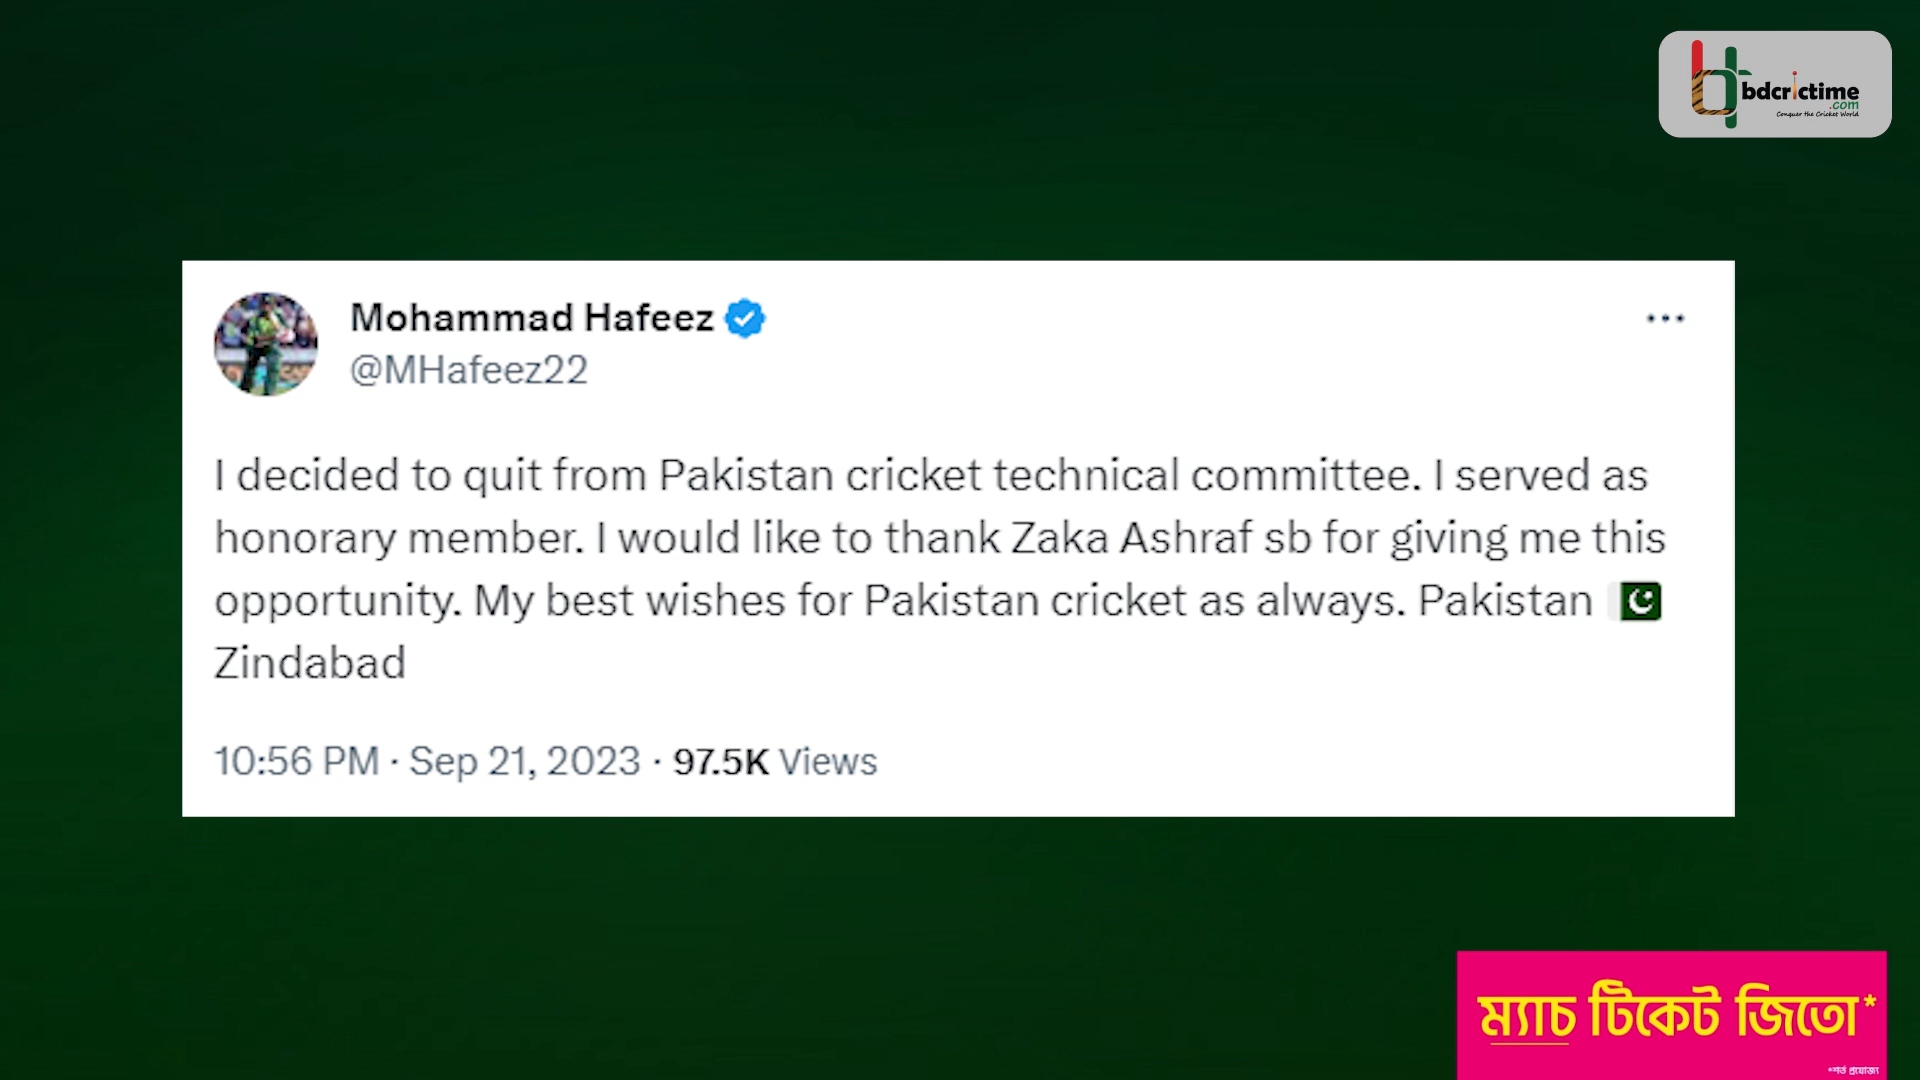 bdcrictime
.com
Conquer the Cricket World
Mohammad Hafeez
@MHafeez22
I decided to quit from Pakistan cricket technical committee. I served as
honorary member. I would like to thank Zaka Ashraf sb for giving me this
opportunity. My best wishes for Pakistan cricket as always. Pakistan 🇵🇰
Zindabad
10:56 PM · Sep 21, 2023 · 97.5K Views
ম্যাচ টিকেট জিতো*
*শর্ত প্রযোজ্য